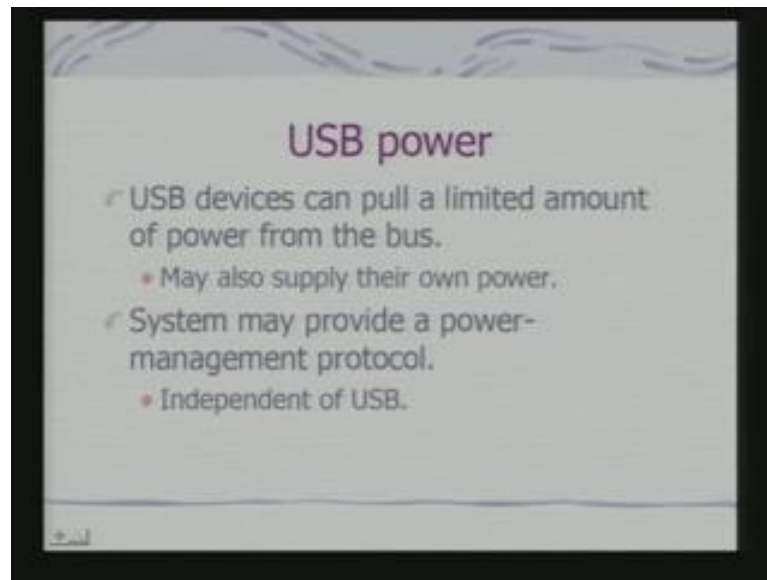 USB power
USB devices can pull a limited amount
of power from the bus.
May also supply their own power.
System may provide a power-
management protocol.
Independent of USB.